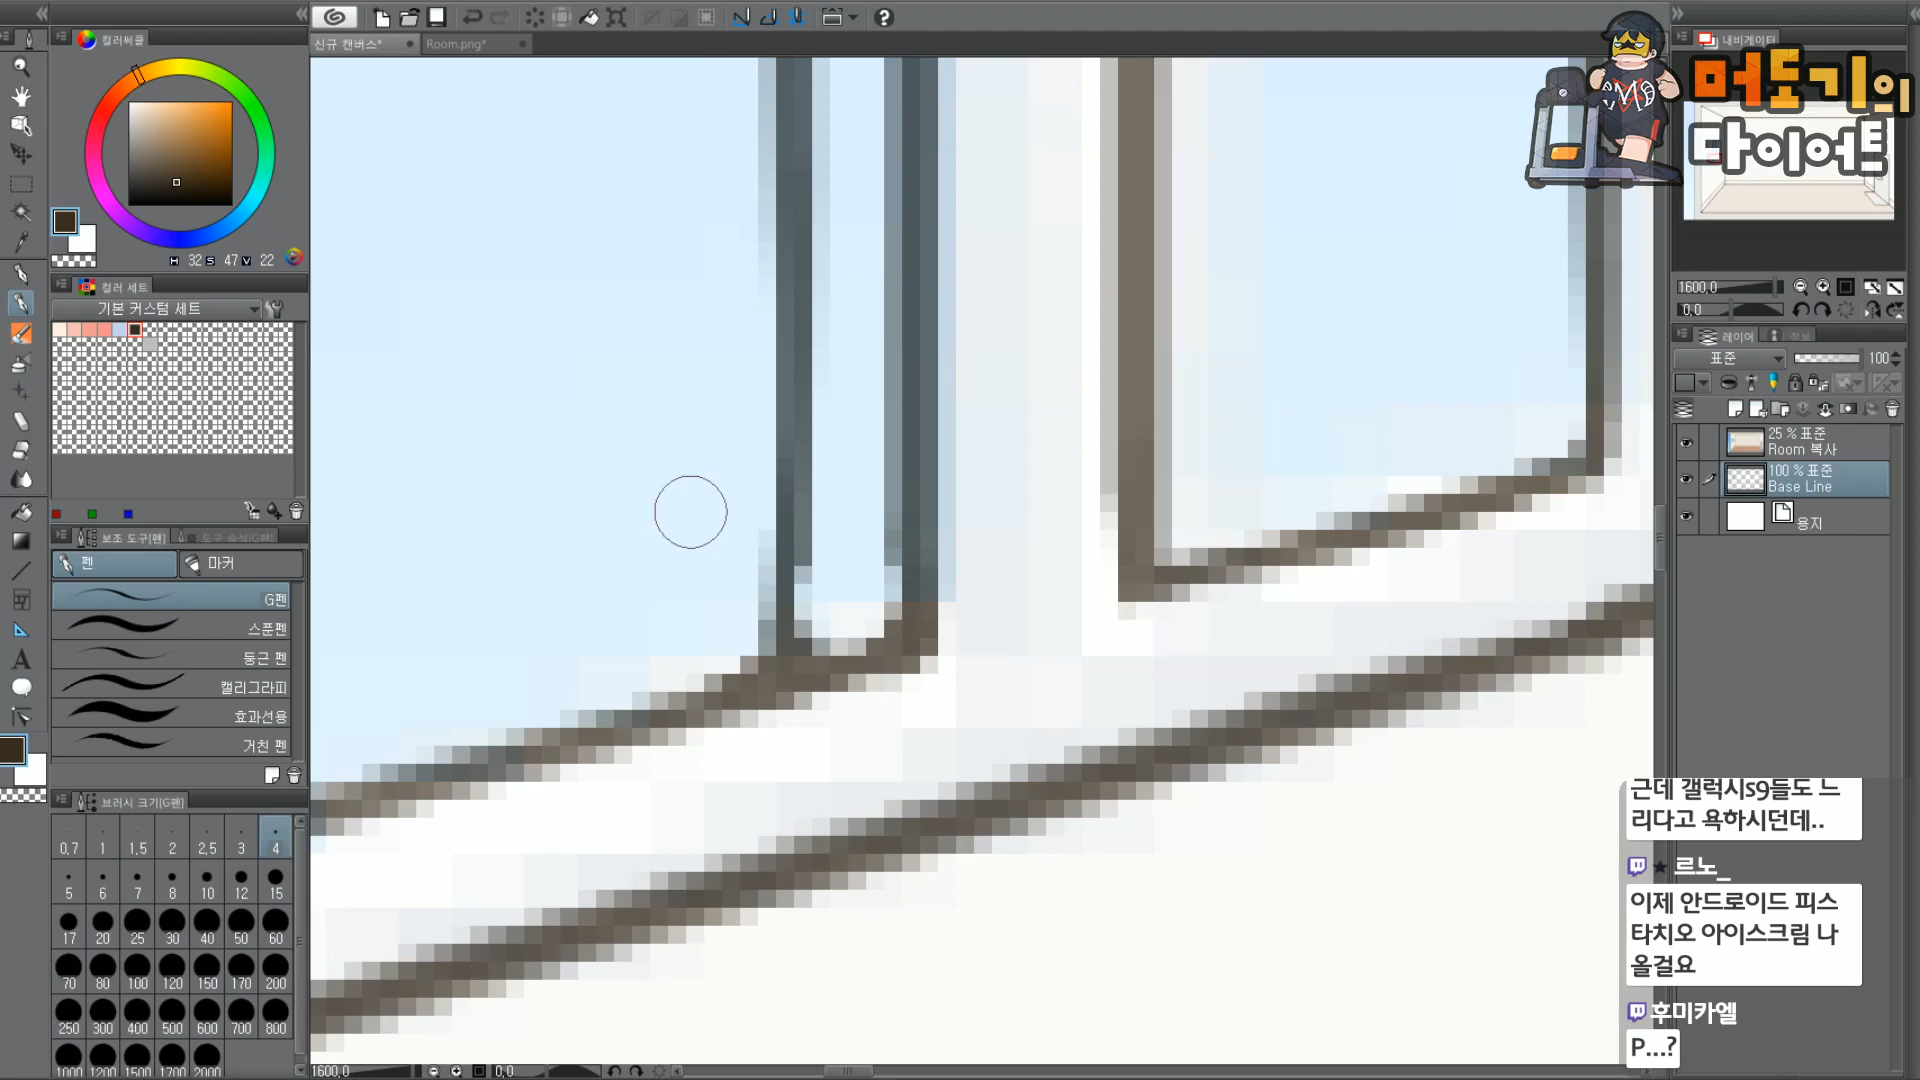 컬러써클
신규 캔버스*
Room.png*
내비게이터
머도기의
다이어트
H 32 S 47 V 22
컬러 세트
기본 커스텀 세트
1600,0
0,0
레이어
정보
표준
100
25 % 표준
Room 복사
100 % 표준
Base Line
용지
보조 도구[펜]
도구 속성[G펜]
펜
마커
G펜
스푼펜
둥근 펜
캘리그라피
효과선용
거친 펜
브러시 크기[G펜]
0,7 1 1,5 2 2,5 3 4
5 6 7 8 10 12 15
17 20 25 30 40 50 60
70 80 100 120 150 170 200
250 300 400 500 600 700 800
1000 1200 1500 1700 2000
1600,0
0,0
근데 갤럭시s9들도 느
리다고 욕하시던데..
르노_
이제 안드로이드 피스
타치오 아이스크림 나
올걸요
후미카엘
P...?